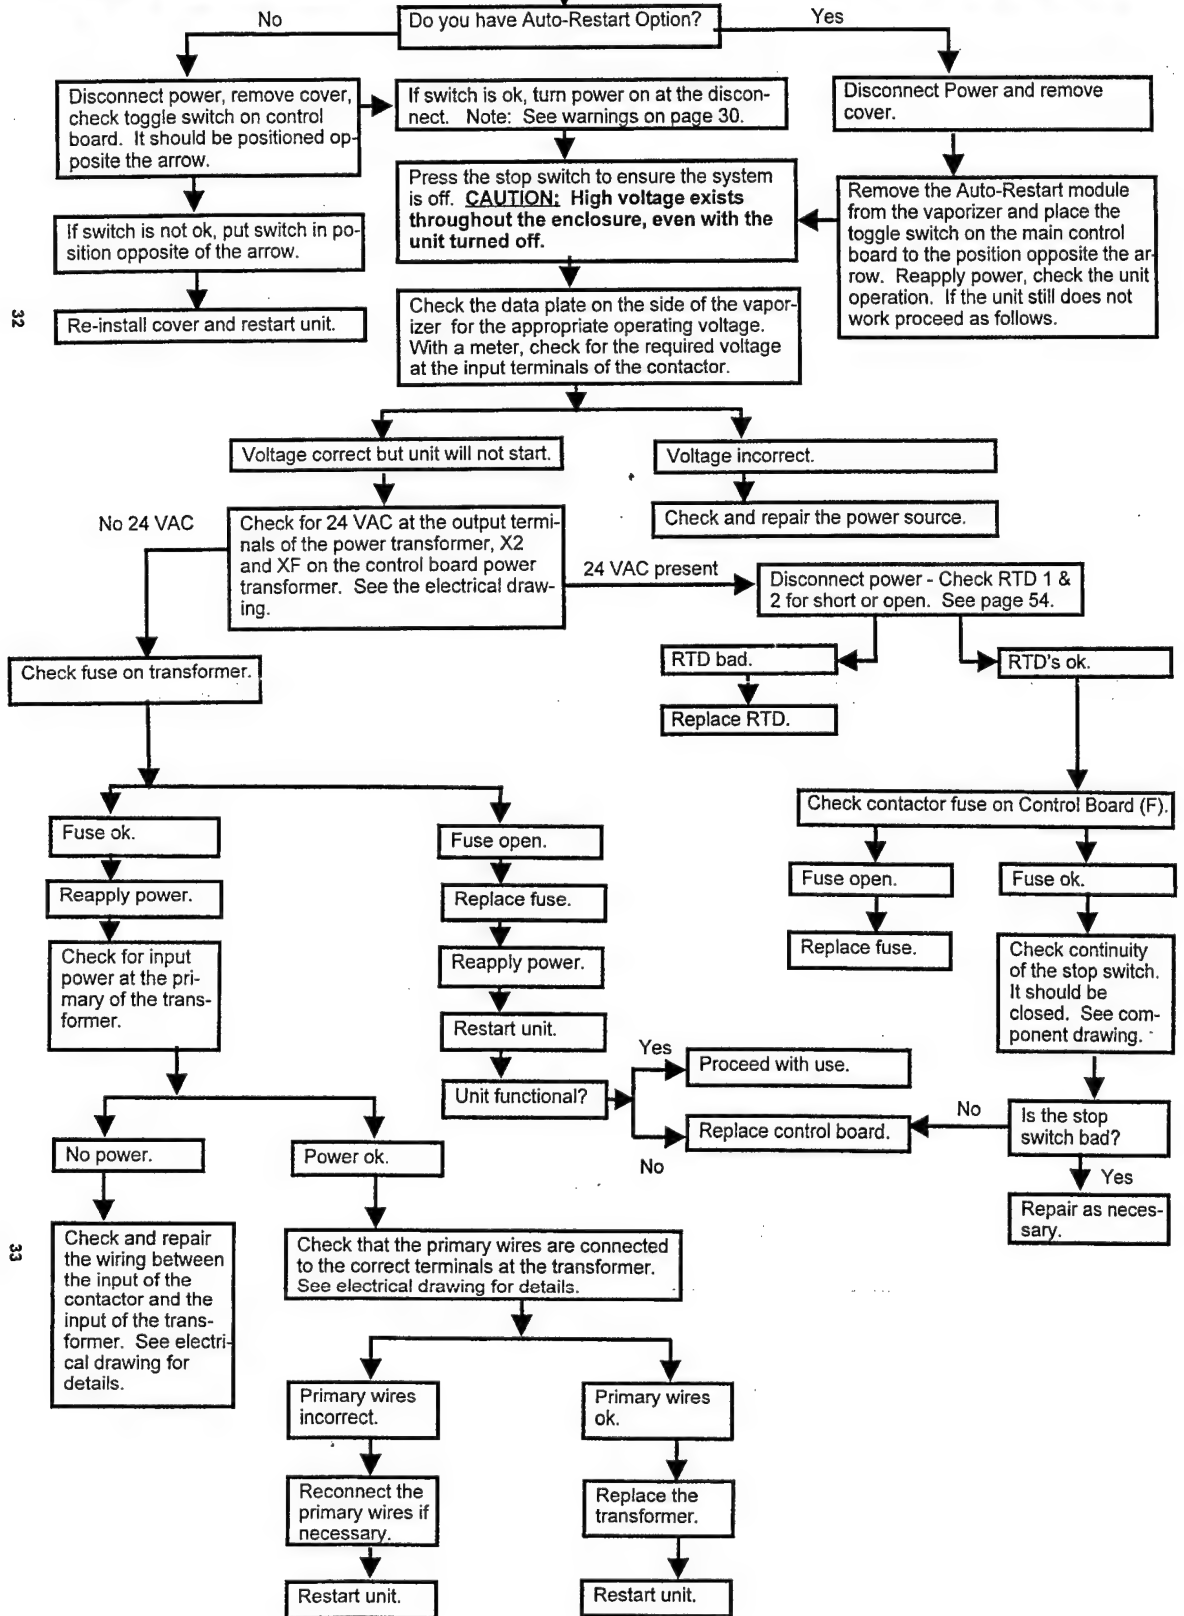 No
Do you have Auto-Restart Option?
Yes
Disconnect power, remove cover,
check toggle switch on control
board. It should be positioned op-
posite the arrow.
If switch is ok, turn power on at the discon-
nect. Note: See warnings on page 30.
Disconnect Power and remove
cover.
Press the stop switch to ensure the system
is off. CAUTION: High voltage exists
throughout the enclosure, even with the
unit turned off.
Remove the Auto-Restart module
from the vaporizer and place the
toggle switch on the main control
board to the position opposite the ar-
row. Reapply power, check the unit
operation. If the unit still does not
work proceed as follows.
If switch is not ok, put switch in po-
sition opposite of the arrow.
Re-install cover and restart unit.
32
Check the data plate on the side of the vapor-
izer for the appropriate operating voltage.
With a meter, check for the required voltage
at the input terminals of the contactor.
Voltage correct but unit will not start.
Voltage incorrect.
Check and repair the power source.
No 24 VAC
Check for 24 VAC at the output termi-
nals of the power transformer, X2
and XF on the control board power
transformer. See the electrical draw-
ing.
24 VAC present
Disconnect power - Check RTD 1 &
2 for short or open. See page 54.
Check fuse on transformer.
RTD bad.
RTD's ok.
Replace RTD.
Check contactor fuse on Control Board (F).
Fuse ok.
Fuse open.
Fuse open.
Fuse ok.
Reapply power.
Replace fuse.
Replace fuse.
Check for input
power at the pri-
mary of the trans-
former.
Reapply power.
Check continuity
of the stop switch.
It should be
closed. See com-
ponent drawing.
Restart unit.
Yes
Proceed with use.
Unit functional?
No
Replace control board.
No
Is the stop
switch bad?
Yes
Repair as neces-
sary.
No power.
Power ok.
33
Check and repair
the wiring between
the input of the
contactor and the
input of the trans-
former. See electri-
cal drawing for
details.
Check that the primary wires are connected
to the correct terminals at the transformer.
See electrical drawing for details.
Primary wires
incorrect.
Primary wires
ok.
Reconnect the
primary wires if
necessary.
Replace the
transformer.
Restart unit.
Restart unit.